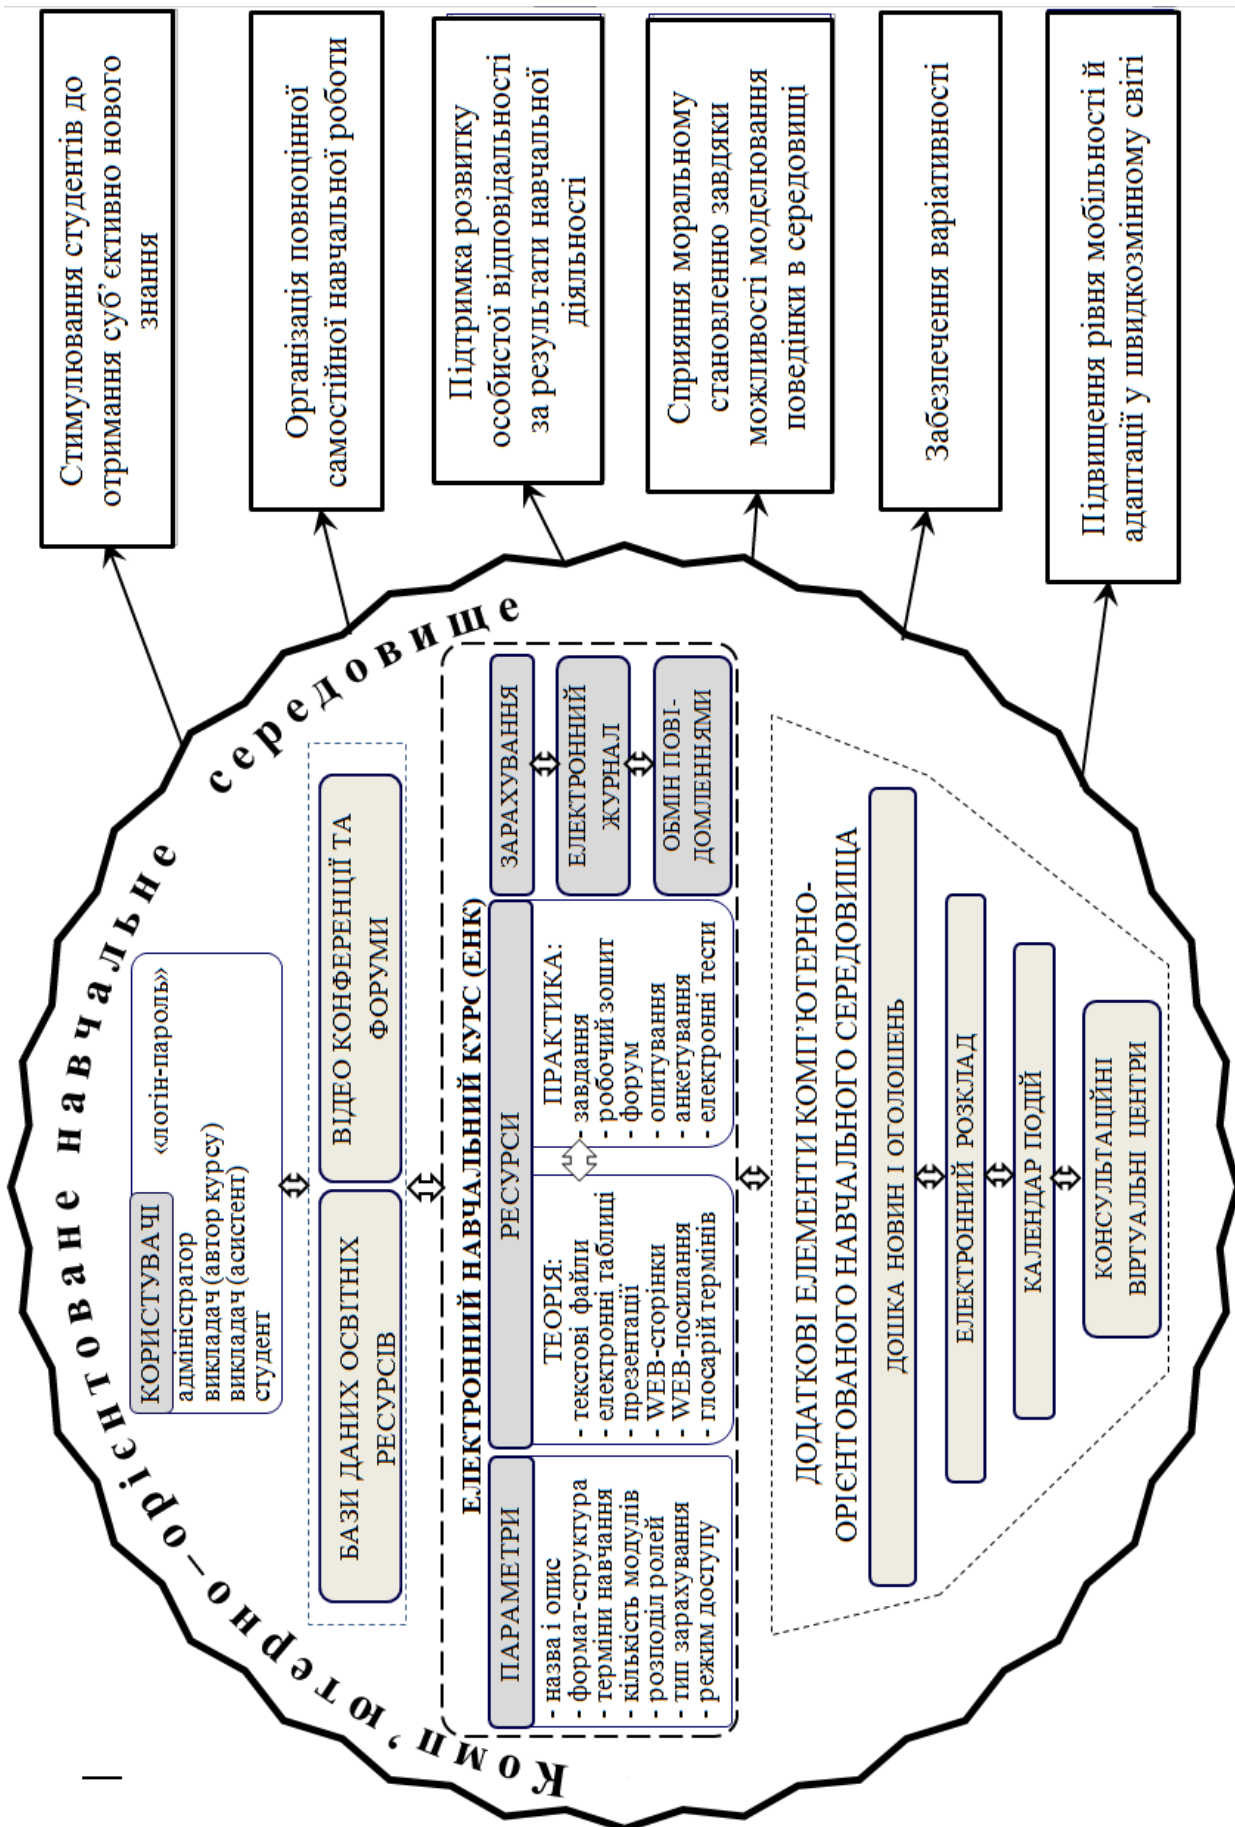 Комп’ютерно–орієнтоване навчальне середовище
КОРИСТУВАЧІ
«логін-пароль»
адміністратор
викладач (автор курсу)
викладач (асистент)
студент
БАЗИ ДАНИХ ОСВІТНІХ
РЕСУРСІВ
ВІДЕО КОНФЕРЕНЦІЇ ТА
ФОРУМИ
ЕЛЕКТРОННИЙ НАВЧАЛЬНИЙ КУРС (ЕНК)
ПАРАМЕТРИ
- назва і опис
- формат-структура
- терміни навчання
- кількість модулів
- розподіл ролей
- тип зарахування
- режим доступу
РЕСУРСИ
ТЕОРІЯ:
- текстові файли
- електронні таблиці
- презентації
- WEB-сторінки
- WEB-посилання
- глосарій термінів
ПРАКТИКА:
- завдання
- робочий зошит
- форум
- опитування
- анкетування
- електронні тести
ЗАРАХУВАННЯ
ЕЛЕКТРОННИЙ
ЖУРНАЛ
ОБМІН ПОВІ-
ДОМЛЕННЯМИ
ДОДАТКОВІ ЕЛЕМЕНТИ КОМП’ЮТЕРНО-
ОРІЄНТОВАНОГО НАВЧАЛЬНОГО СЕРЕДОВИЩА
ДОШКА НОВИН І ОГОЛОШЕНЬ
ЕЛЕКТРОННИЙ РОЗКЛАД
КАЛЕНДАР ПОДІЙ
КОНСУЛЬТАЦІЙНІ
ВІРТУАЛЬНІ ЦЕНТРИ
Стимулювання студентів до
отримання суб’єктивно нового
знання
Організація повноцінної
самостійної навчальної роботи
Підтримка розвитку
особистої відповідальності
за результати навчальної
діяльності
Сприяння моральному
становленню завдяки
можливості моделювання
поведінки в середовищі
Забезпечення варіативності
Підвищення рівня мобільності й
адаптації у швидкозмінному світі